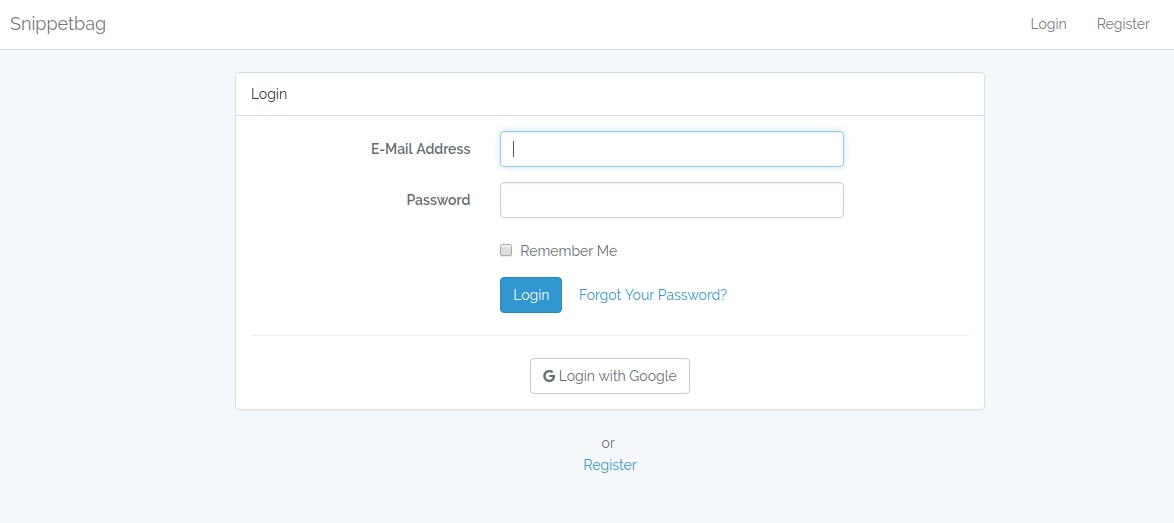 Snippetbag Login Register
Login
E-Mail Address
Password
Remember Me
Login Forgot Your Password?
G Login with Google
or
Register